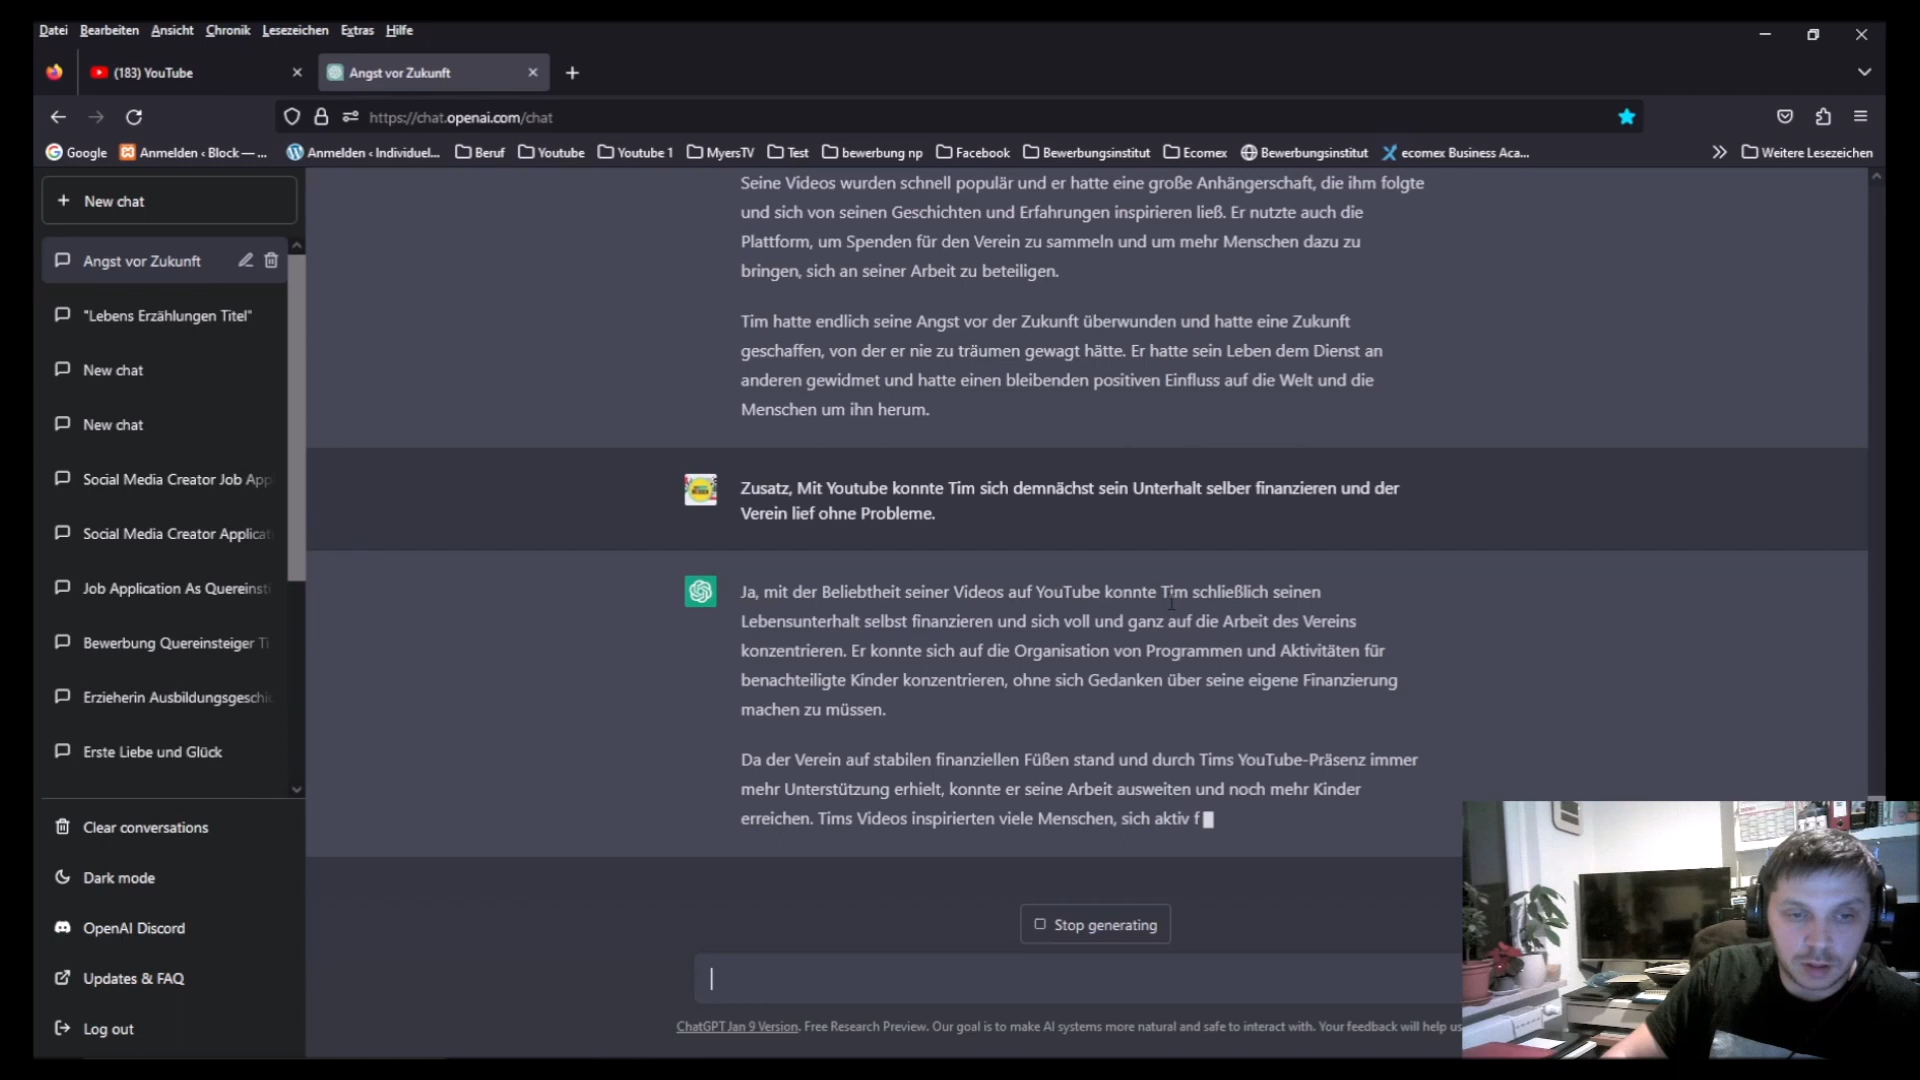 Datei Bearbeiten Ansicht Chronik Lesezeichen Extras Hilfe
(183) YouTube
Angst vor Zukunft
https://chat.openai.com/chat
Google
Anmelden ‹ Block — ...
Anmelden ‹ Individuel...
Beruf
Youtube
Youtube 1
MyersTV
Test
bewerbung np
Facebook
Bewerbungsinstitut
Ecomex
Bewerbungsinstitut
ecomex Business Aca...
Weitere Lesezeichen
New chat
Angst vor Zukunft
"Lebens Erzählungen Titel"
New chat
New chat
Social Media Creator Job App
Social Media Creator Applicat
Job Application As Quereinsti
Bewerbung Quereinsteiger Ti
Erzieherin Ausbildungsgeschi
Erste Liebe und Glück
Clear conversations
Dark mode
OpenAI Discord
Updates & FAQ
Log out
Seine Videos wurden schnell populär und er hatte eine große Anhängerschaft, die ihm folgte
und sich von seinen Geschichten und Erfahrungen inspirieren ließ. Er nutzte auch die
Plattform, um Spenden für den Verein zu sammeln und um mehr Menschen dazu zu
bringen, sich an seiner Arbeit zu beteiligen.
Tim hatte endlich seine Angst vor der Zukunft überwunden und hatte eine Zukunft
geschaffen, von der er nie zu träumen gewagt hätte. Er hatte sein Leben dem Dienst an
anderen gewidmet und hatte einen bleibenden positiven Einfluss auf die Welt und die
Menschen um ihn herum.
Zusatz, Mit Youtube konnte Tim sich demnächst sein Unterhalt selber finanzieren und der
Verein lief ohne Probleme.
Ja, mit der Beliebtheit seiner Videos auf YouTube konnte Tim schließlich seinen
Lebensunterhalt selbst finanzieren und sich voll und ganz auf die Arbeit des Vereins
konzentrieren. Er konnte sich auf die Organisation von Programmen und Aktivitäten für
benachteiligte Kinder konzentrieren, ohne sich Gedanken über seine eigene Finanzierung
machen zu müssen.
Da der Verein auf stabilen finanziellen Füßen stand und durch Tims YouTube-Präsenz immer
mehr Unterstützung erhielt, konnte er seine Arbeit ausweiten und noch mehr Kinder
erreichen. Tims Videos inspirierten viele Menschen, sich aktiv f
Stop generating
ChatGPT Jan 9 Version. Free Research Preview. Our goal is to make AI systems more natural and safe to interact with. Your feedback will help us